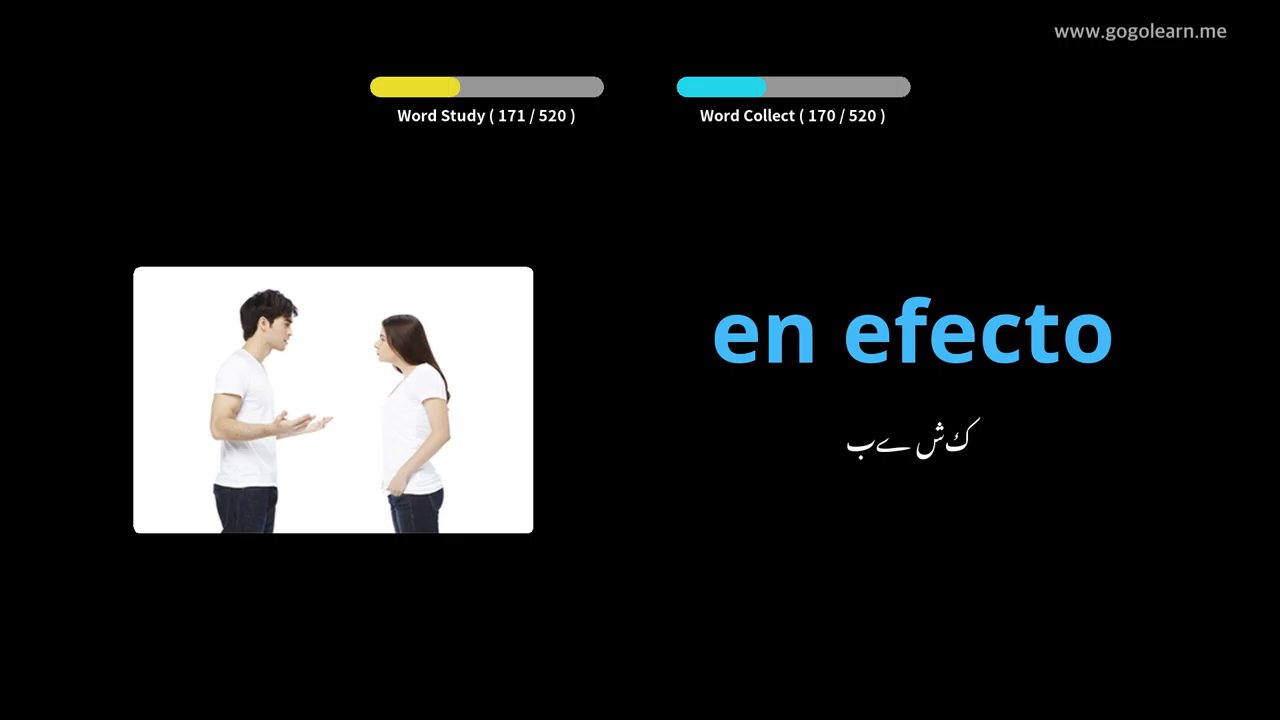 www.gogolearn.me
Word Study ( 171 / 520 )
Word Collect ( 170 / 520 )
en efecto
ک‌ش ے‌ب